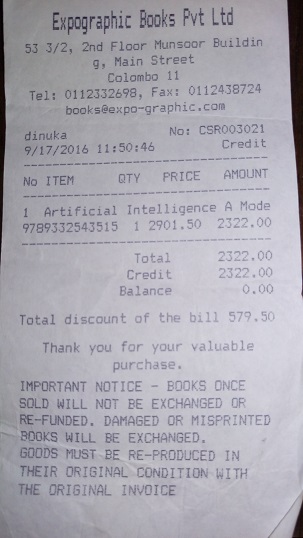 Expographic Books Pvt Ltd
53 3/2, 2nd Floor Munsoor Buildin
g, Main Street
Colombo 11
Tel: 0112332698, Fax: 0112438724
books@expo-graphic.com
dinuka No: CSR003021
9/17/2016 11:50:46 Credit
No ITEM QTY PRICE AMOUNT
1 Artificial Intelligence A Mode
9789332543515 1 2901.50 2322.00
Total 2322.00
Credit 2322.00
Balance 0.00
Total discount of the bill 579.50
Thank you for your valuable
purchase.
IMPORTANT NOTICE - BOOKS ONCE
SOLD WILL NOT BE EXCHANGED OR
RE-FUNDED. DAMAGED OR MISPRINTED
BOOKS WILL BE EXCHANGED.
GOODS MUST BE RE-PRODUCED IN
THEIR ORIGINAL CONDITION WITH
THE ORIGINAL INVOICE